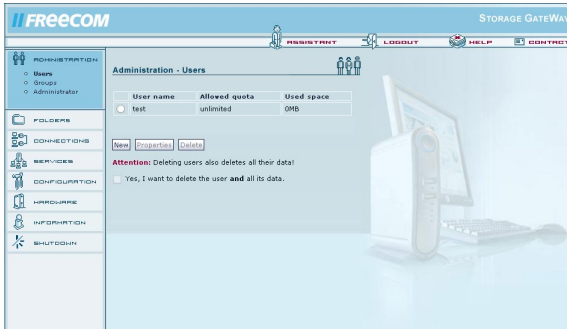 FREECOM
STORAGE GATEWAY
ASSISTANT LOGOUT HELP CONTACT
ADMINISTRATION
Users
Groups
Administrator
FOLDERS
CONNECTIONS
SERVICES
CONFIGURATION
HARDWARE
INFORMATION
SHUTDOWN
Administration - Users
User name Allowed quota Used space
test unlimited 0MB
New Properties Delete
Attention: Deleting users also deletes all their data!
Yes, I want to delete the user and all its data.